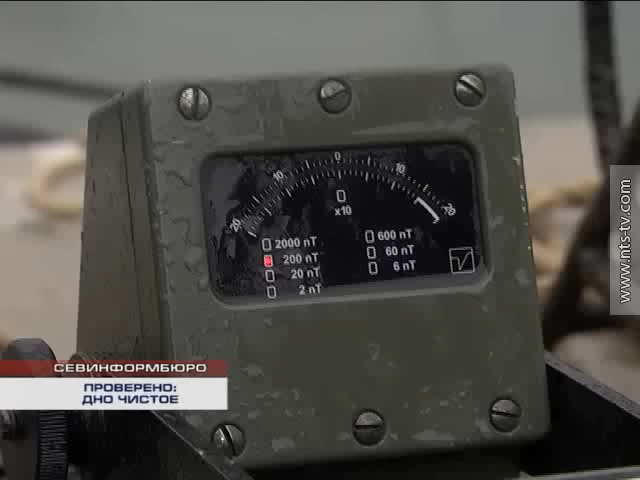 20 10 0 10 20
x10
2000 nT 600 nT
200 nT 60 nT
20 nT 6 nT
2 nT
СЕВИНФОРМБЮРО
ПРОВЕРЕНО:
ДНО ЧИСТОЕ
www.nts-tv.com